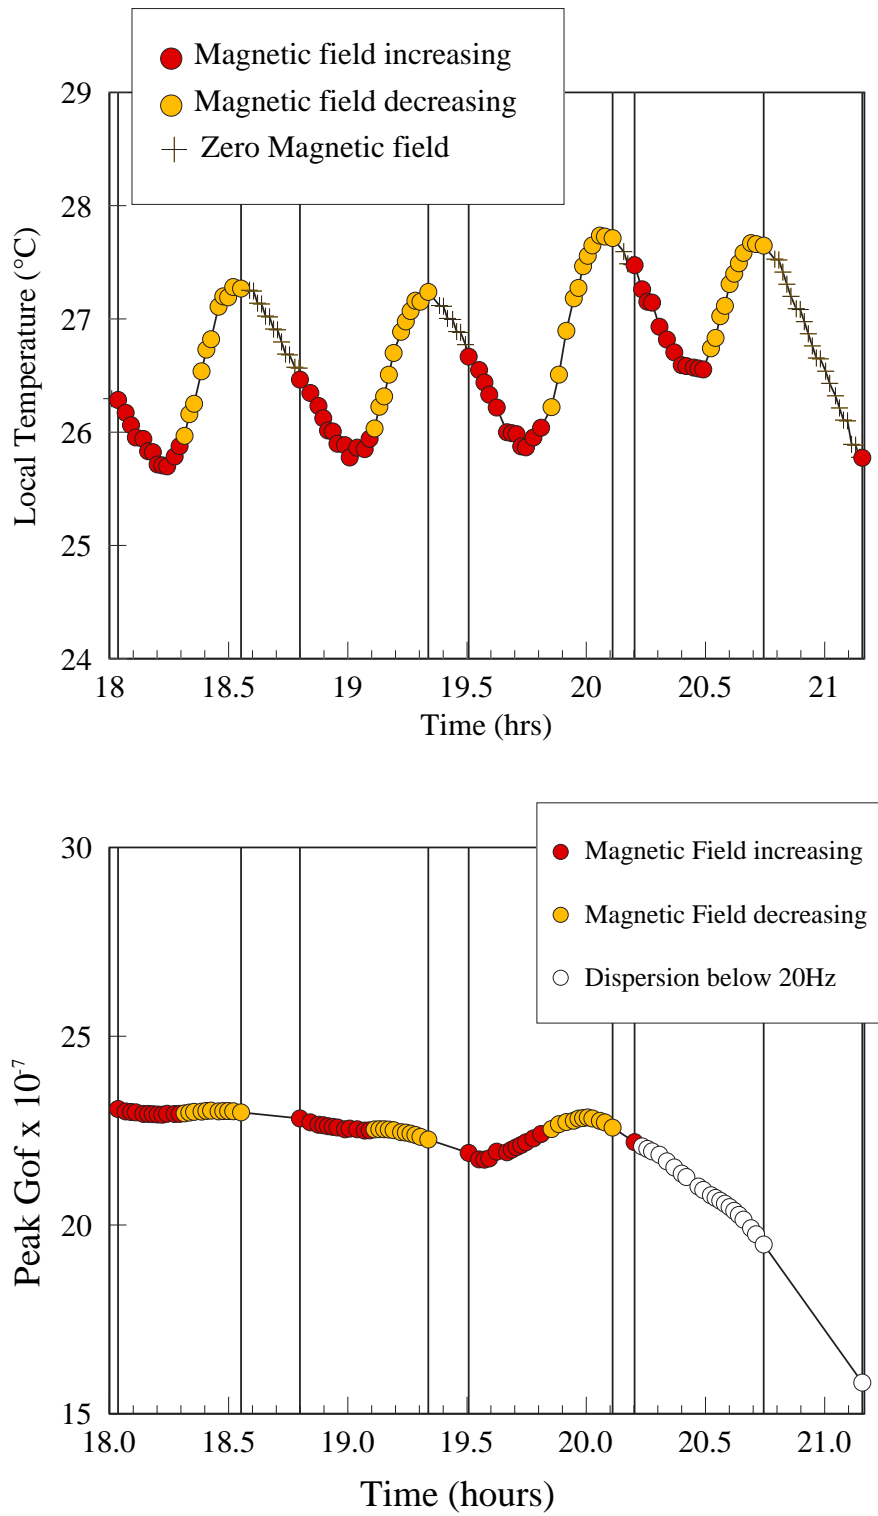 Magnetic field increasing
Magnetic field decreasing
Zero Magnetic field
29
28
27
26
25
24
Local Temperature (°C)
18 18.5 19 19.5 20 20.5 21
Time (hrs)
Magnetic Field increasing
Magnetic Field decreasing
Dispersion below 20Hz
30
25
20
15
Peak Gof x 10⁻⁷
18.0 18.5 19.0 19.5 20.0 20.5 21.0
Time (hours)